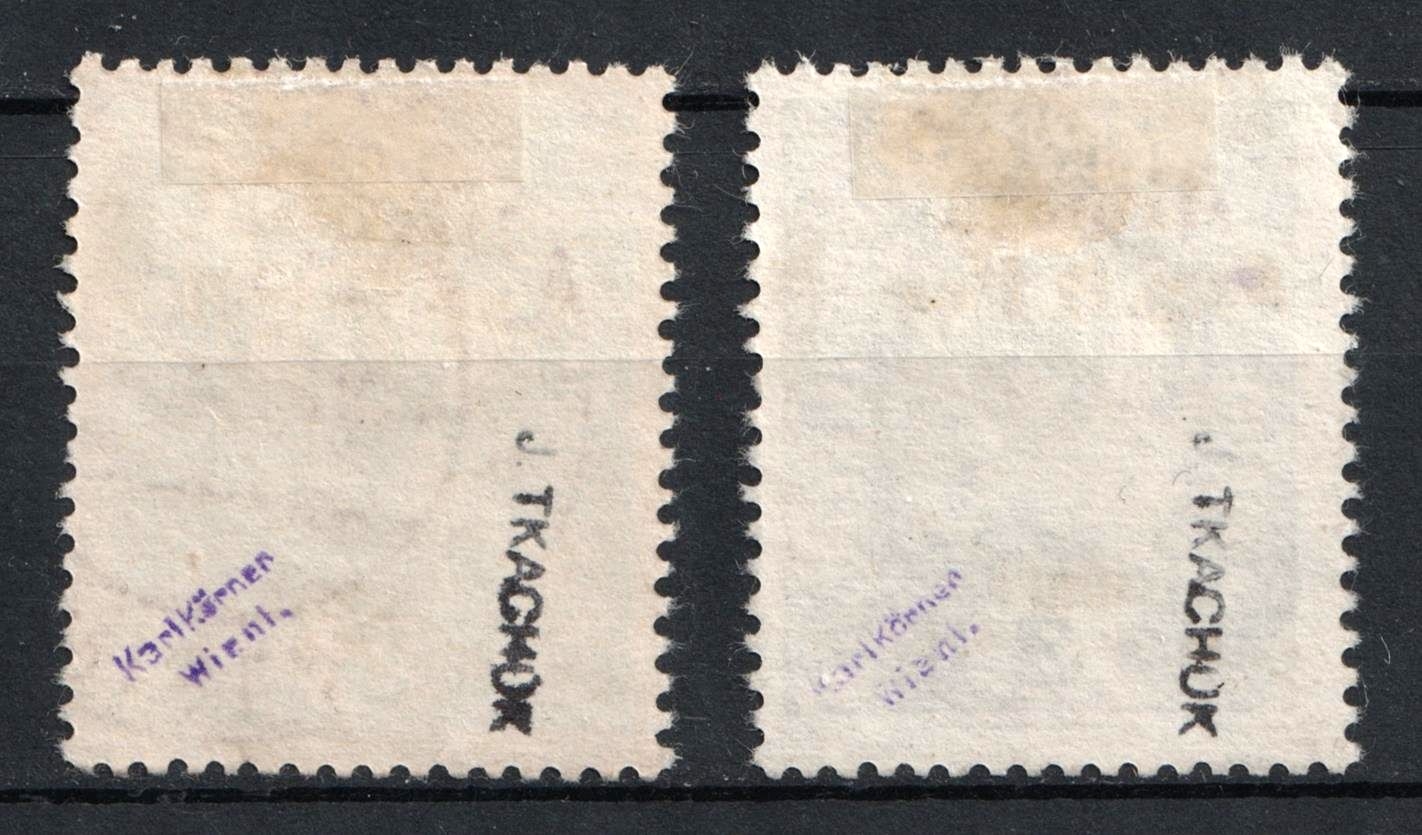 J. TKACHUK
Karl Körner
Wien I.
J. TKACHUK
Karl Körner
Wien I.